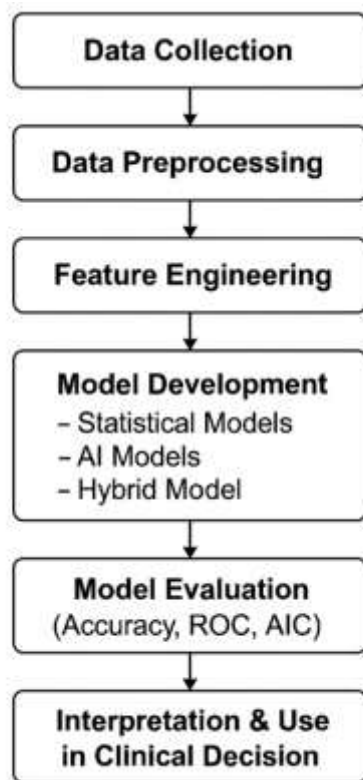 Data Collection
Data Preprocessing
Feature Engineering
Model Development
– Statistical Models
– AI Models
– Hybrid Model
Model Evaluation
(Accuracy, ROC, AIC)
Interpretation & Use
in Clinical Decision